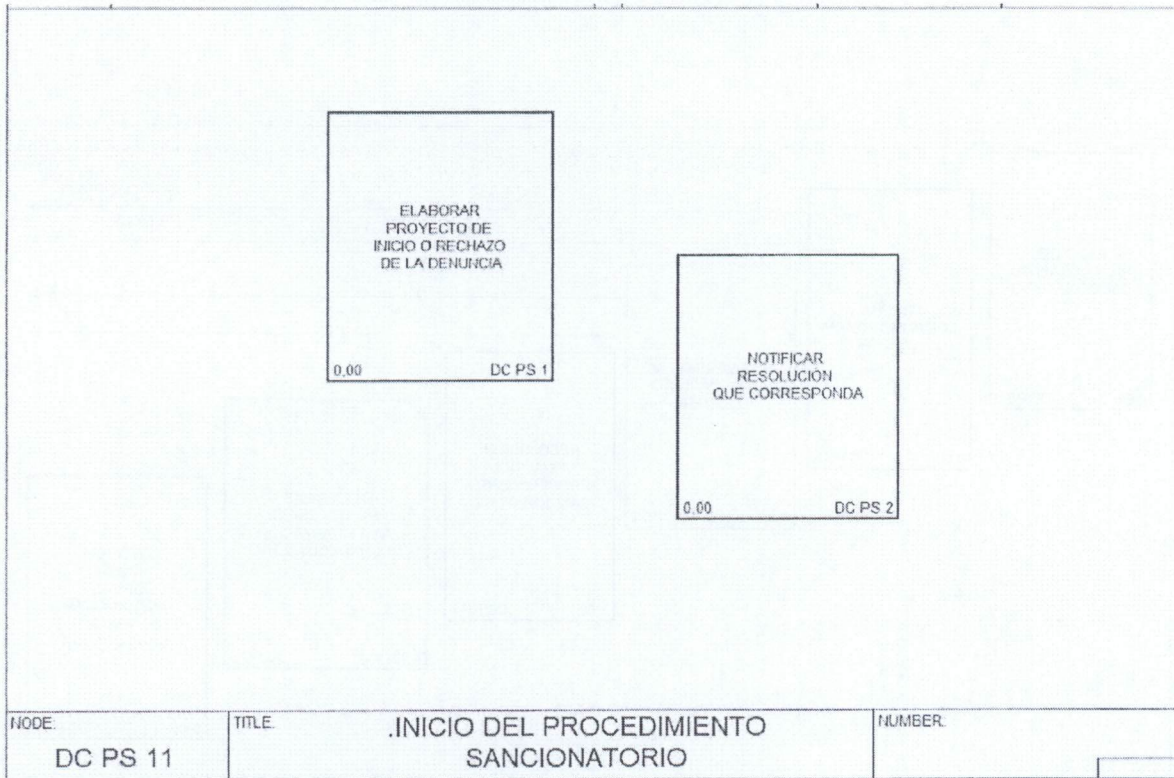 ELABORAR
PROYECTO DE
INICIO O RECHAZO
DE LA DENUNCIA
0,00 DC PS 1
NOTIFICAR
RESOLUCIÓN
QUE CORRESPONDA
0,00 DC PS 2
NODE:
DC PS 11
TITLE:
.INICIO DEL PROCEDIMIENTO
SANCIONATORIO
NUMBER: